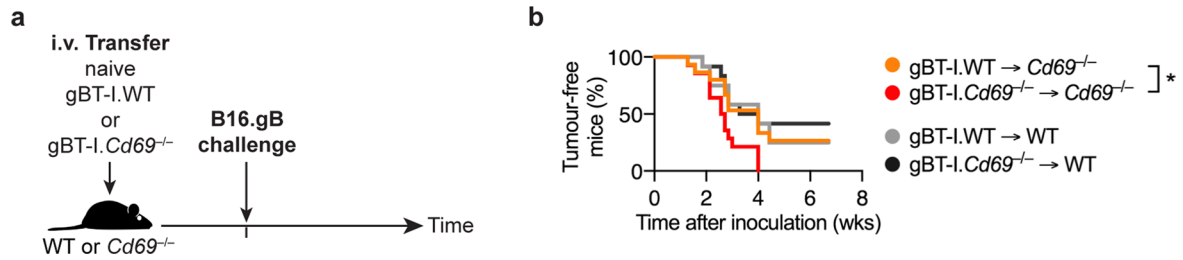 a
i.v. Transfer
naive
gBT-I.WT
or
gBT-I.Cd69–/–
B16.gB
challenge
Time
WT or Cd69–/–
b
Tumour-free
mice (%)
100
50
0
0 2 4 6 8
Time after inoculation (wks)
gBT-I.WT → Cd69–/–
gBT-I.Cd69–/– → Cd69–/–
*
gBT-I.WT → WT
gBT-I.Cd69–/– → WT